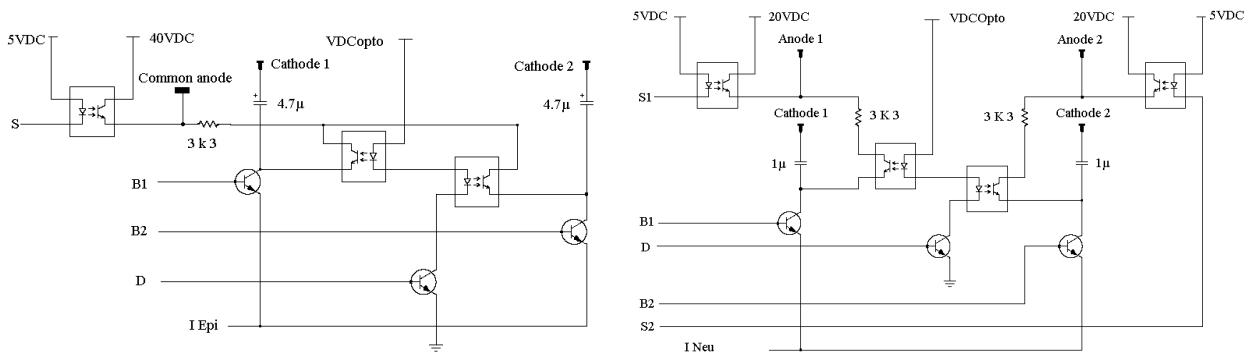 5VDC
40VDC
VDCopto
Cathode 1
Cathode 2
Common anode
+
4.7µ
+
4.7µ
S
3 k 3
B1
B2
D
I Epi
5VDC
20VDC
VDCOpto
20VDC
5VDC
Anode 1
Anode 2
S1
3 K 3
3 K 3
Cathode 1
Cathode 2
1µ
1µ
B1
D
B2
S2
I Neu